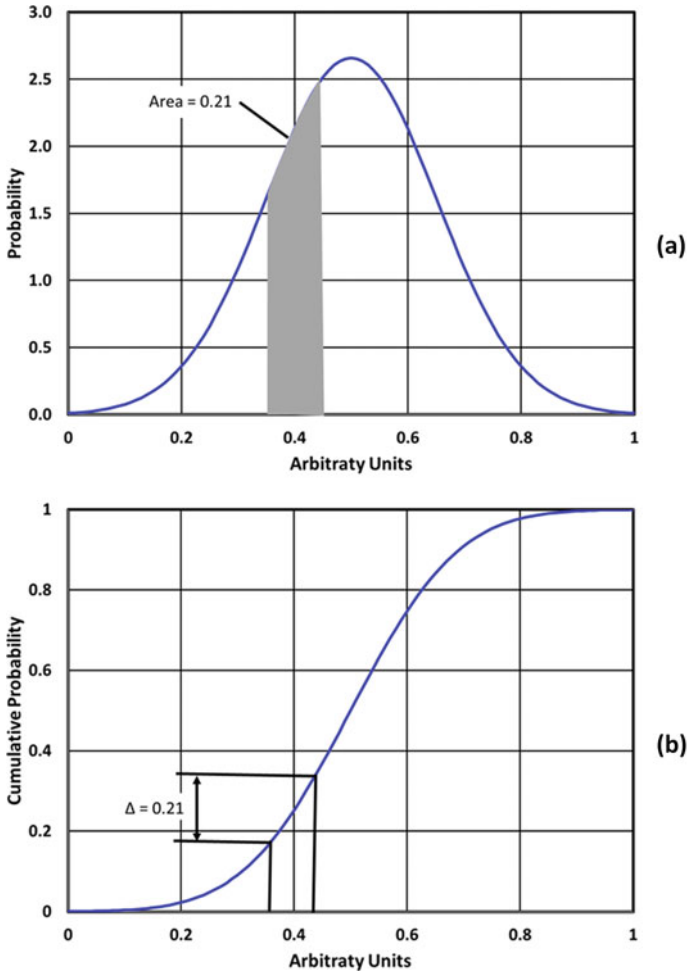 3.0
2.5
2.0
1.5
1.0
0.5
0.0
Probability
Area = 0.21
0 0.2 0.4 0.6 0.8 1
Arbitraty Units
(a)
1
0.8
0.6
0.4
0.2
0
Cumulative Probability
Δ = 0.21
0 0.2 0.4 0.6 0.8 1
Arbitraty Units
(b)